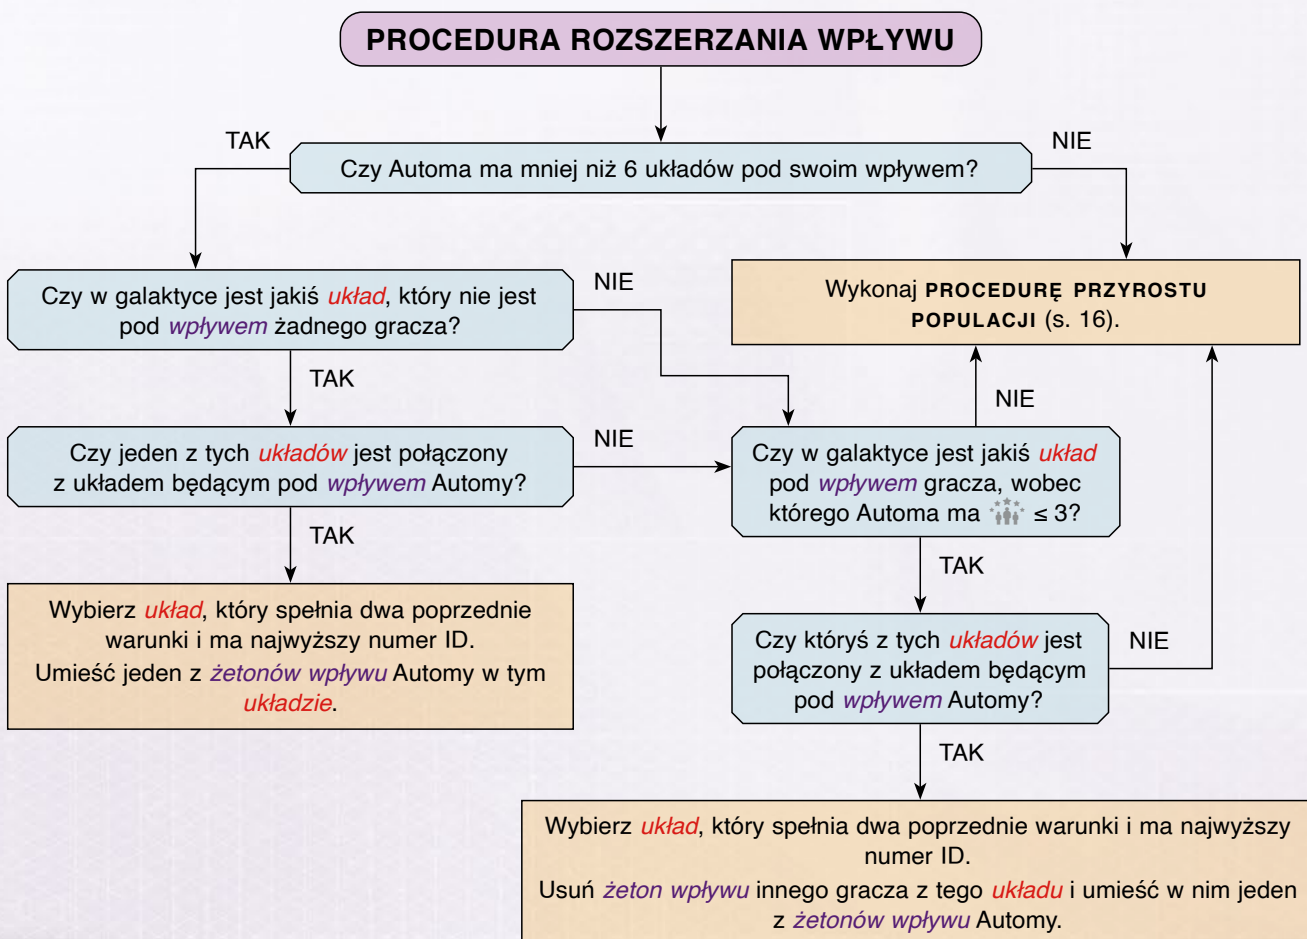 PROCEDURA ROZSZERZANIA WPŁYWU
TAK
NIE
Czy Automa ma mniej niż 6 układów pod swoim wpływem?
Czy w galaktyce jest jakiś układ, który nie jest
pod wpływem żadnego gracza?
NIE
Wykonaj PROCEDURĘ PRZYROSTU
POPULACJI (s. 16).
TAK
NIE
Czy jeden z tych układów jest połączony
z układem będącym pod wpływem Automy?
NIE
Czy w galaktyce jest jakiś układ
pod wpływem gracza, wobec
którego Automa ma ≤ 3?
TAK
TAK
Wybierz układ, który spełnia dwa poprzednie
warunki i ma najwyższy numer ID.
Umieść jeden z żetonów wpływu Automy w tym
układzie.
Czy któryś z tych układów jest
połączony z układem będącym
pod wpływem Automy?
NIE
TAK
Wybierz układ, który spełnia dwa poprzednie warunki i ma najwyższy
numer ID.
Usuń żeton wpływu innego gracza z tego układu i umieść w nim jeden
z żetonów wpływu Automy.